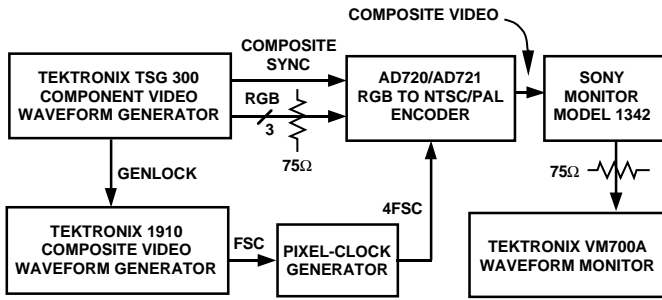 COMPOSITE VIDEO
COMPOSITE
SYNC
TEKTRONIX TSG 300
COMPONENT VIDEO
WAVEFORM GENERATOR
RGB
3
75Ω
AD720/AD721
RGB TO NTSC/PAL
ENCODER
SONY
MONITOR
MODEL 1342
GENLOCK
75Ω
4FSC
TEKTRONIX 1910
COMPOSITE VIDEO
WAVEFORM GENERATOR
FSC
PIXEL-CLOCK
GENERATOR
TEKTRONIX VM700A
WAVEFORM MONITOR